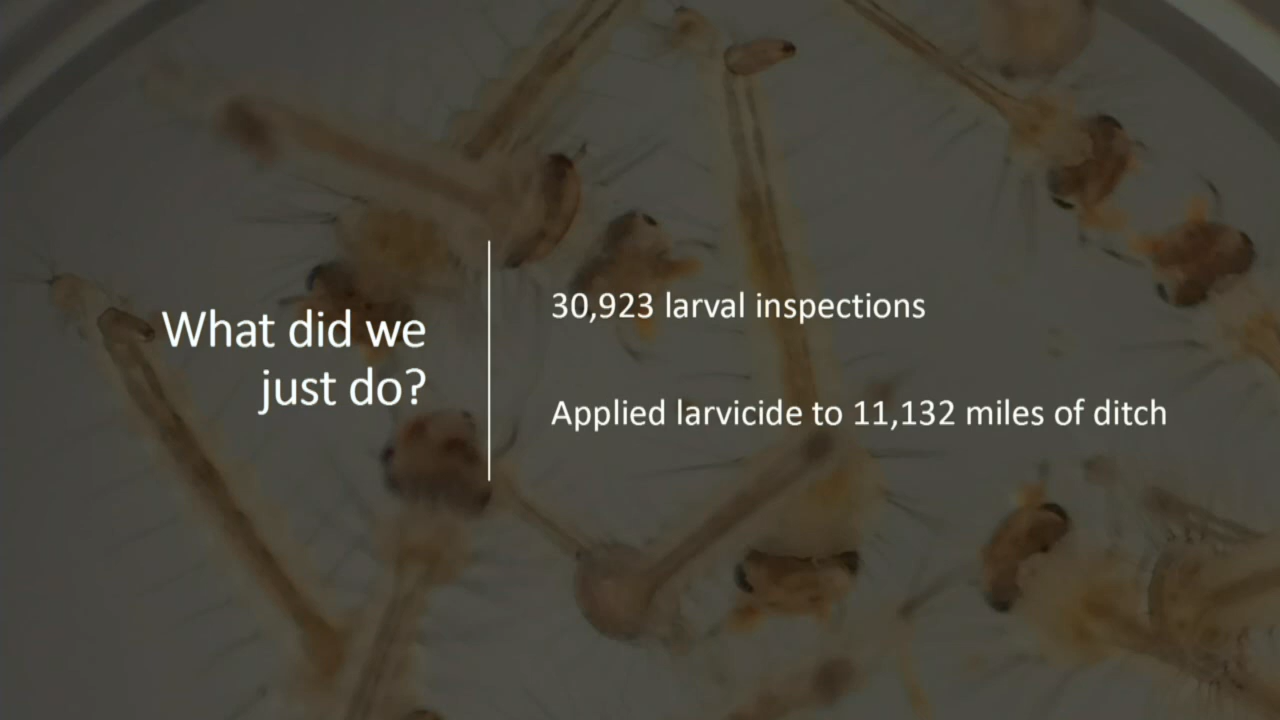 What did we
just do?
30,923 larval inspections
Applied larvicide to 11,132 miles of ditch